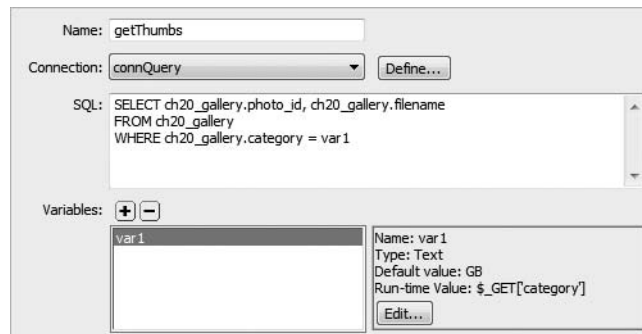 Name: getThumbs
Connection: connQuery Define...
SQL: SELECT ch20_gallery.photo_id, ch20_gallery.filename
FROM ch20_gallery
WHERE ch20_gallery.category = var1
Variables: + −
var1
Name: var1
Type: Text
Default value: GB
Run-time Value: $_GET['category']
Edit...